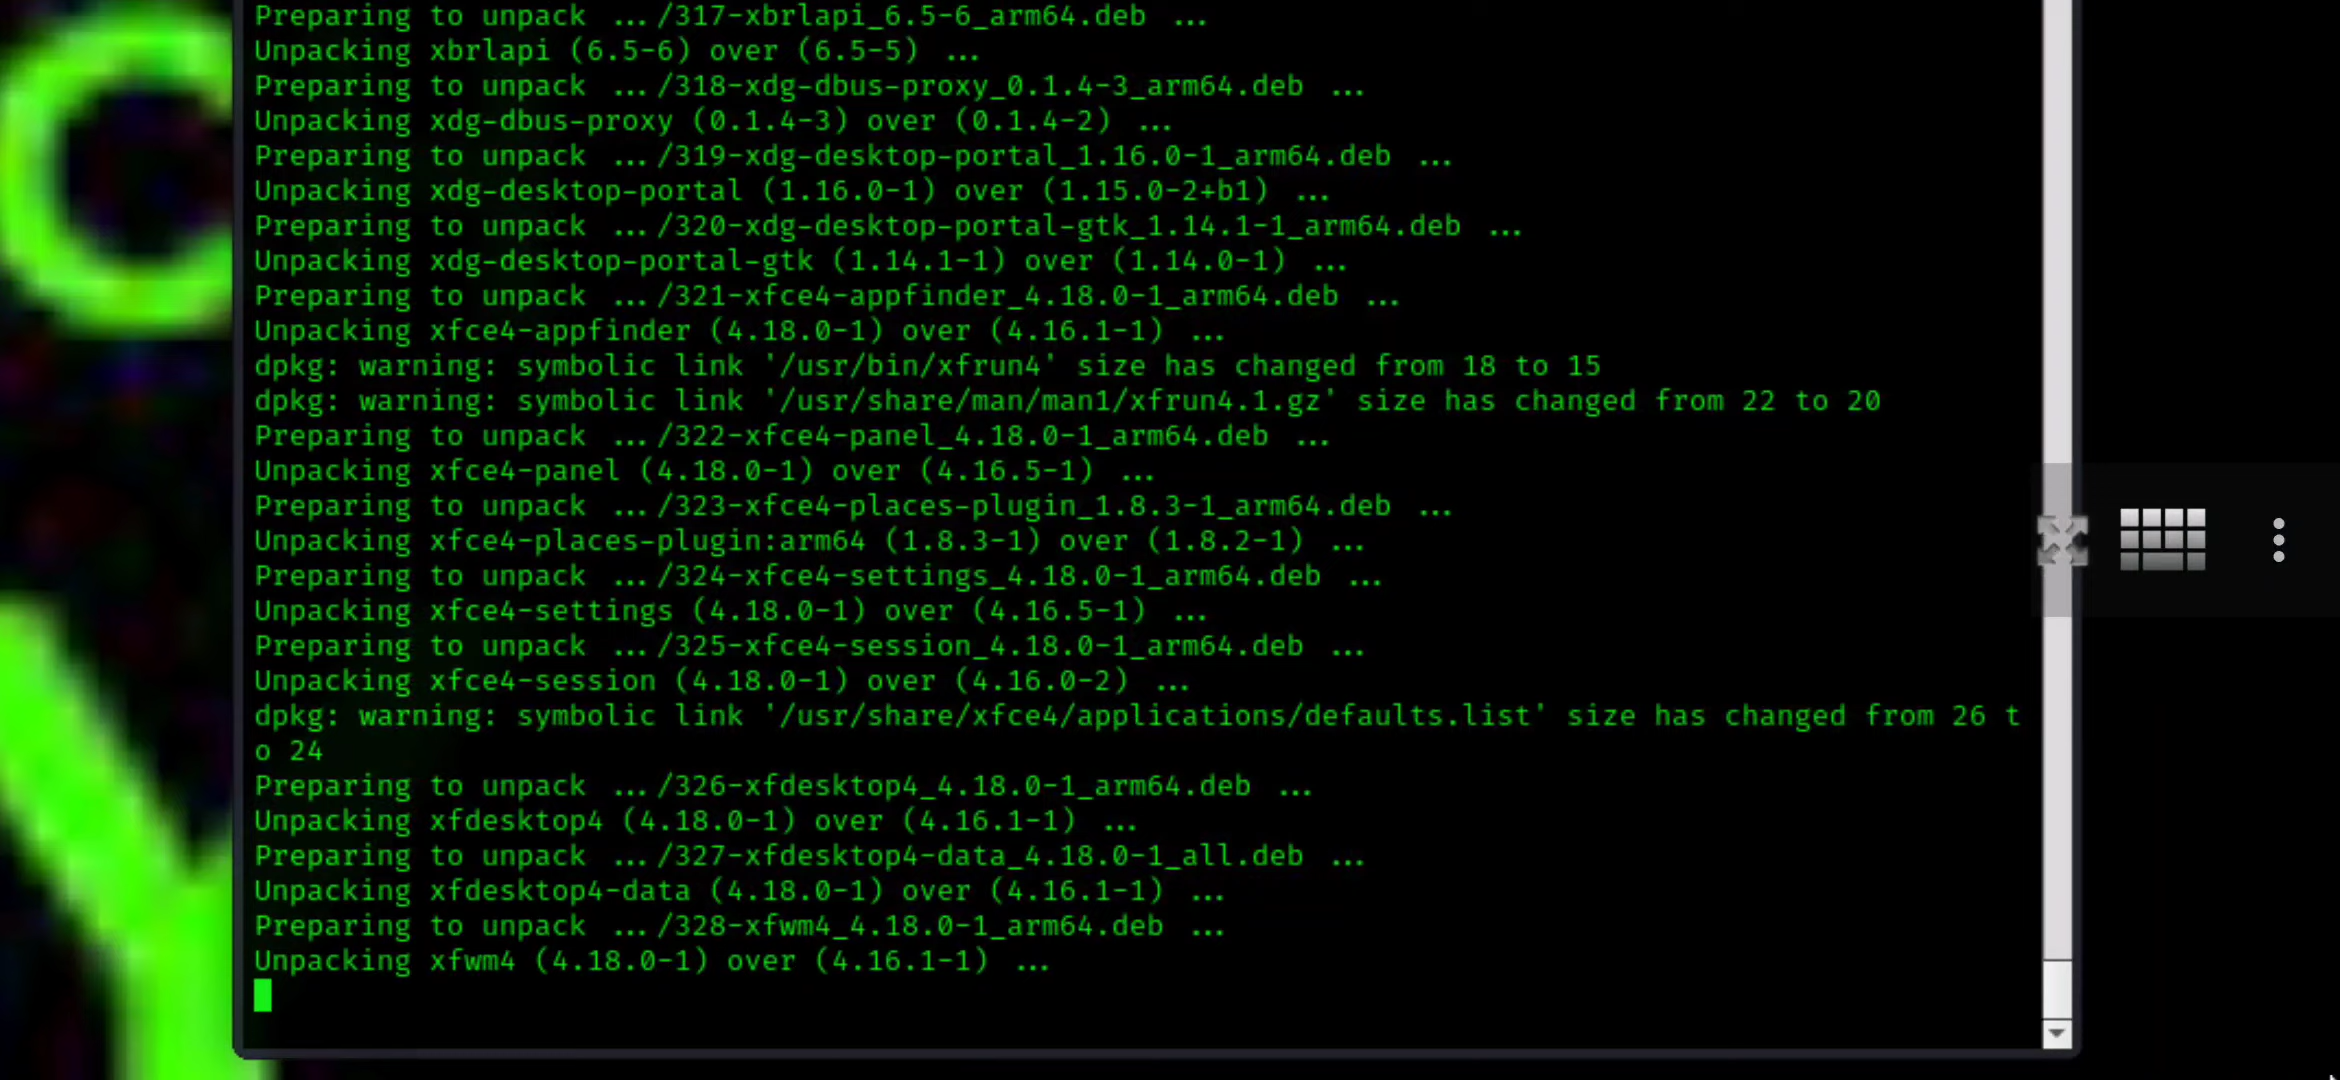 Preparing to unpack .../317-xbrlapi_6.5-6_arm64.deb ...
Unpacking xbrlapi (6.5-6) over (6.5-5) ...
Preparing to unpack .../318-xdg-dbus-proxy_0.1.4-3_arm64.deb ...
Unpacking xdg-dbus-proxy (0.1.4-3) over (0.1.4-2) ...
Preparing to unpack .../319-xdg-desktop-portal_1.16.0-1_arm64.deb ...
Unpacking xdg-desktop-portal (1.16.0-1) over (1.15.0-2+b1) ...
Preparing to unpack .../320-xdg-desktop-portal-gtk_1.14.1-1_arm64.deb ...
Unpacking xdg-desktop-portal-gtk (1.14.1-1) over (1.14.0-1) ...
Preparing to unpack .../321-xfce4-appfinder_4.18.0-1_arm64.deb ...
Unpacking xfce4-appfinder (4.18.0-1) over (4.16.1-1) ...
dpkg: warning: symbolic link '/usr/bin/xfrun4' size has changed from 18 to 15
dpkg: warning: symbolic link '/usr/share/man/man1/xfrun4.1.gz' size has changed from 22 to 20
Preparing to unpack .../322-xfce4-panel_4.18.0-1_arm64.deb ...
Unpacking xfce4-panel (4.18.0-1) over (4.16.5-1) ...
Preparing to unpack .../323-xfce4-places-plugin_1.8.3-1_arm64.deb ...
Unpacking xfce4-places-plugin:arm64 (1.8.3-1) over (1.8.2-1) ...
Preparing to unpack .../324-xfce4-settings_4.18.0-1_arm64.deb ...
Unpacking xfce4-settings (4.18.0-1) over (4.16.5-1) ...
Preparing to unpack .../325-xfce4-session_4.18.0-1_arm64.deb ...
Unpacking xfce4-session (4.18.0-1) over (4.16.0-2) ...
dpkg: warning: symbolic link '/usr/share/xfce4/applications/defaults.list' size has changed from 26 t
o 24
Preparing to unpack .../326-xfdesktop4_4.18.0-1_arm64.deb ...
Unpacking xfdesktop4 (4.18.0-1) over (4.16.1-1) ...
Preparing to unpack .../327-xfdesktop4-data_4.18.0-1_all.deb ...
Unpacking xfdesktop4-data (4.18.0-1) over (4.16.1-1) ...
Preparing to unpack .../328-xfwm4_4.18.0-1_arm64.deb ...
Unpacking xfwm4 (4.18.0-1) over (4.16.1-1) ...